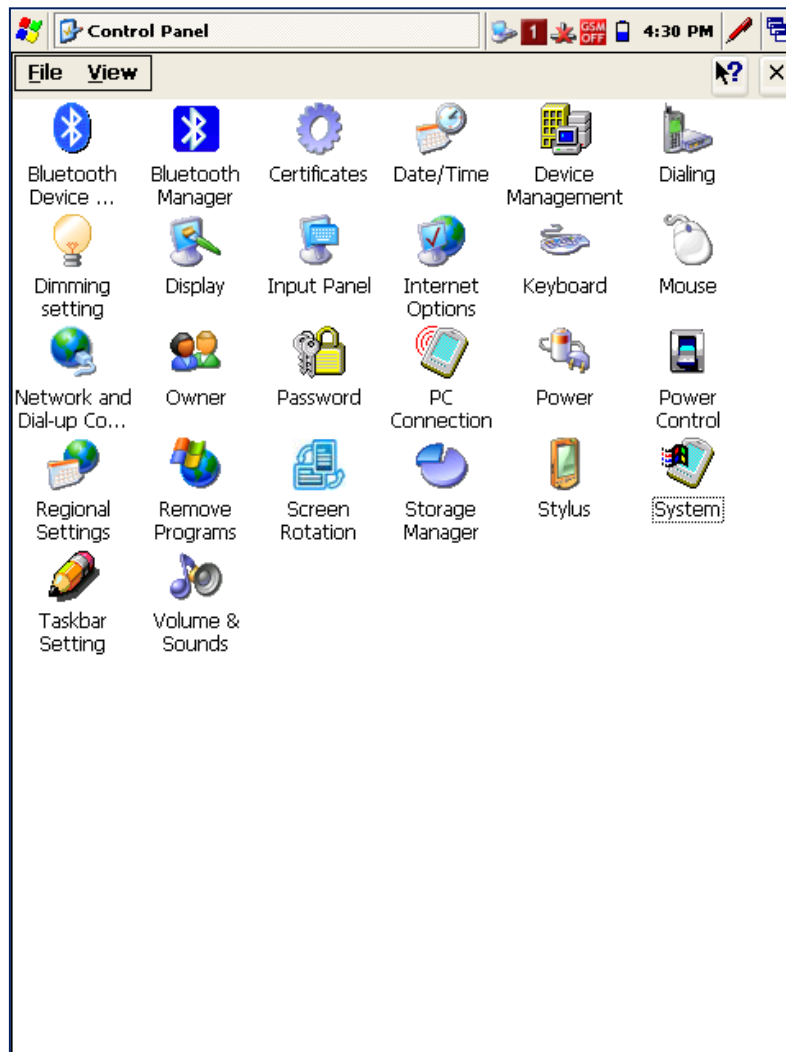 Control Panel 1 GSM OFF 4:30 PM
File View ?
Bluetooth Device ... Bluetooth Manager Certificates Date/Time Device Management Dialing
Dimming setting Display Input Panel Internet Options Keyboard Mouse
Network and Dial-up Co... Owner Password PC Connection Power Power Control
Regional Settings Remove Programs Screen Rotation Storage Manager Stylus System
Taskbar Setting Volume & Sounds